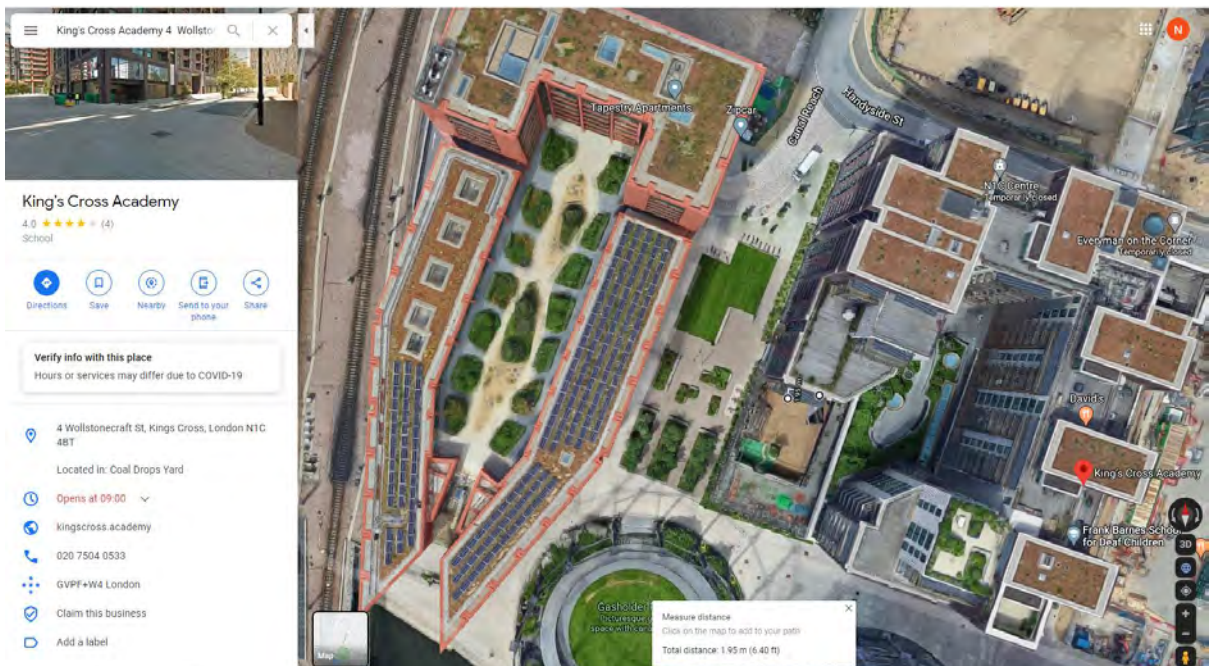 King's Cross Academy 4 Wollsto
King's Cross Academy
4.0 ★★★★★ (4)
School
Directions
Save
Nearby
Send to your
phone
Share
Verify info with this place
Hours or services may differ due to COVID-19
4 Wollstonecraft St, Kings Cross, London N1C
4BT
Located in: Coal Drops Yard
Opens at 09:00
kingscross.academy
020 7504 0533
GVPF+W4 London
Claim this business
Add a label
N
Tapestry Apartments
Zipcar
Canal Reach
Handyside St
Temporarily closed
Everyman on the Corner
Temporarily closed
David's
King's Cross Academy
Frank Barnes School
for Deaf Children
3D
Map
Gasholder
space with
Measure distance
Click on the map to add to your path
Total distance: 1.95 m (6.40 ft)